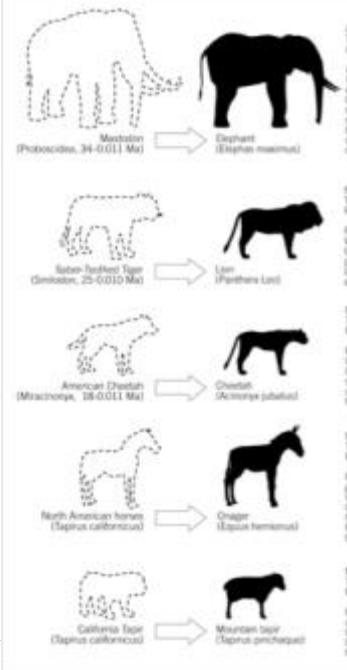 Mastodon
(Proboscidea, 34-0.011 Ma)
Elephant
(Elephas maximus)
Saber-Toothed Tiger
(Smilodon, 25-0.010 Ma)
Lion
(Panthera Leo)
American Cheetah
(Miracinonyx, 18-0.011 Ma)
Cheetah
(Acinonyx jubatus)
North American horses
(Tapirus californicus)
Onager
(Equus hemionus)
California Tapir
(Tapirus californicus)
Mountain tapir
(Tapirus pinchaque)